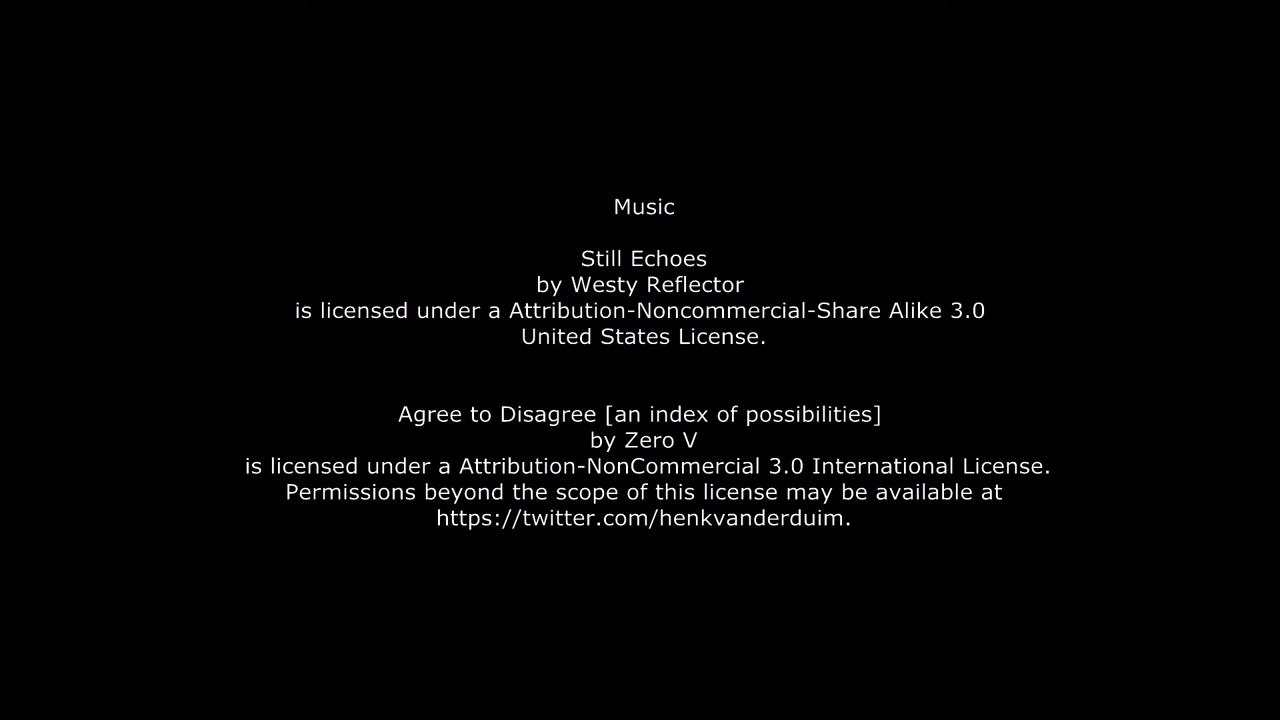 Music
Still Echoes
by Westy Reflector
is licensed under a Attribution-Noncommercial-Share Alike 3.0
United States License.
Agree to Disagree [an index of possibilities]
by Zero V
is licensed under a Attribution-NonCommercial 3.0 International License.
Permissions beyond the scope of this license may be available at
https://twitter.com/henkvanderduim.